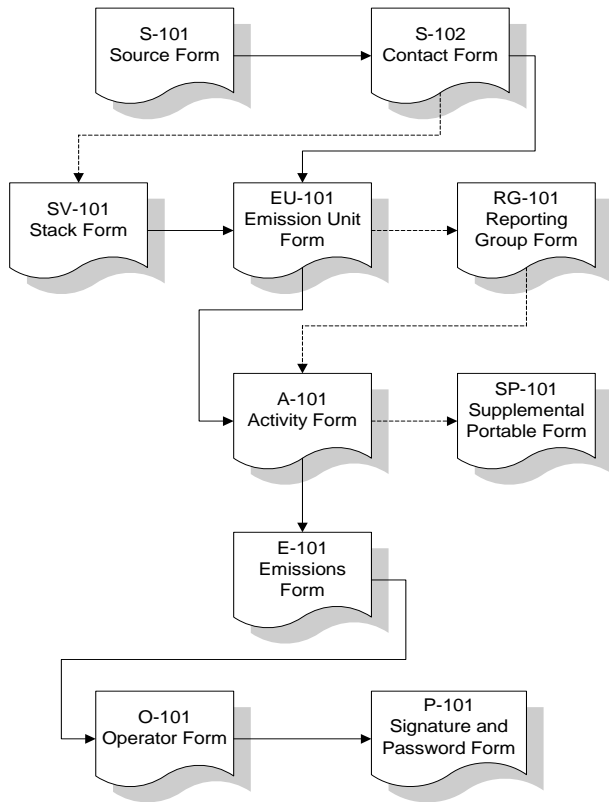 S-101
Source Form
S-102
Contact Form
SV-101
Stack Form
EU-101
Emission Unit
Form
RG-101
Reporting
Group Form
A-101
Activity Form
SP-101
Supplemental
Portable Form
E-101
Emissions
Form
O-101
Operator Form
P-101
Signature and
Password Form